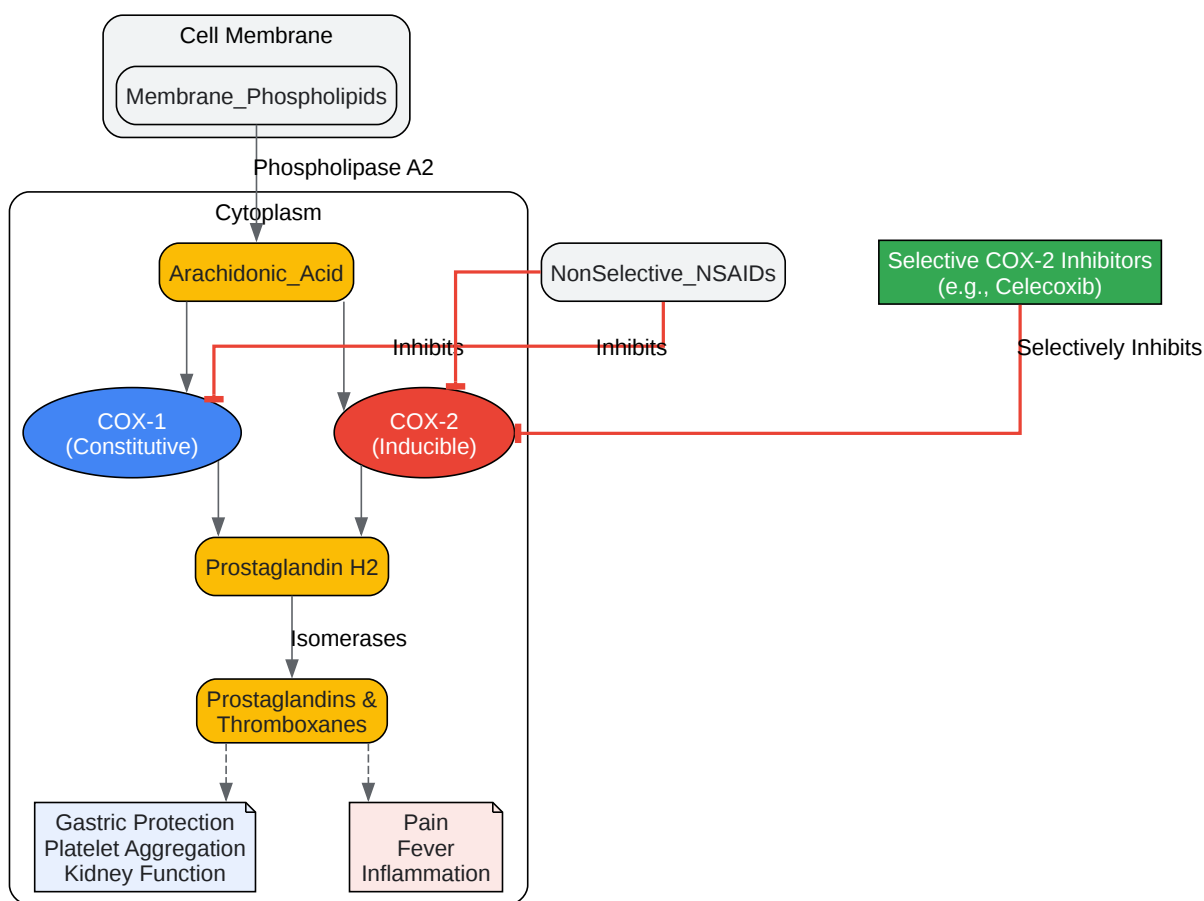 Cell Membrane
Membrane_Phospholipids
Phospholipase A2
Cytoplasm
Arachidonic_Acid
NonSelective_NSAIDs
Selective COX-2 Inhibitors
(e.g., Celecoxib)
Inhibits
Inhibits
Selectively Inhibits
COX-1
(Constitutive)
COX-2
(Inducible)
Prostaglandin H2
Isomerases
Prostaglandins &
Thromboxanes
Gastric Protection
Platelet Aggregation
Kidney Function
Pain
Fever
Inflammation